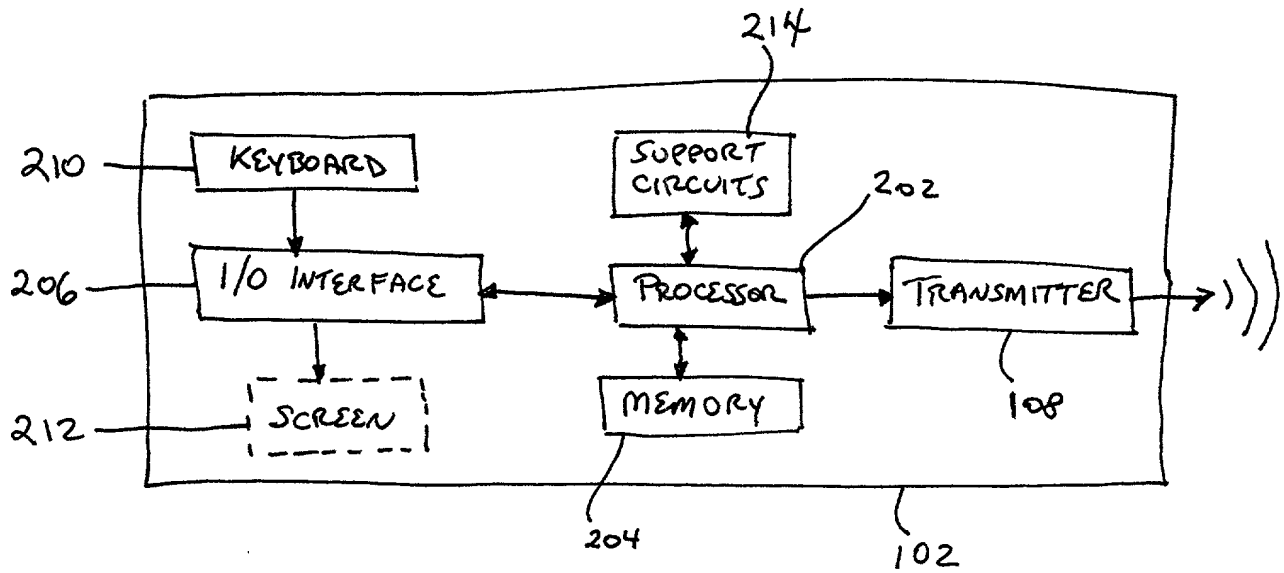 214
210
KEYBOARD
SUPPORT
CIRCUITS
202
206
I/O INTERFACE
PROCESSOR
TRANSMITTER
212
SCREEN
MEMORY
108
204
102